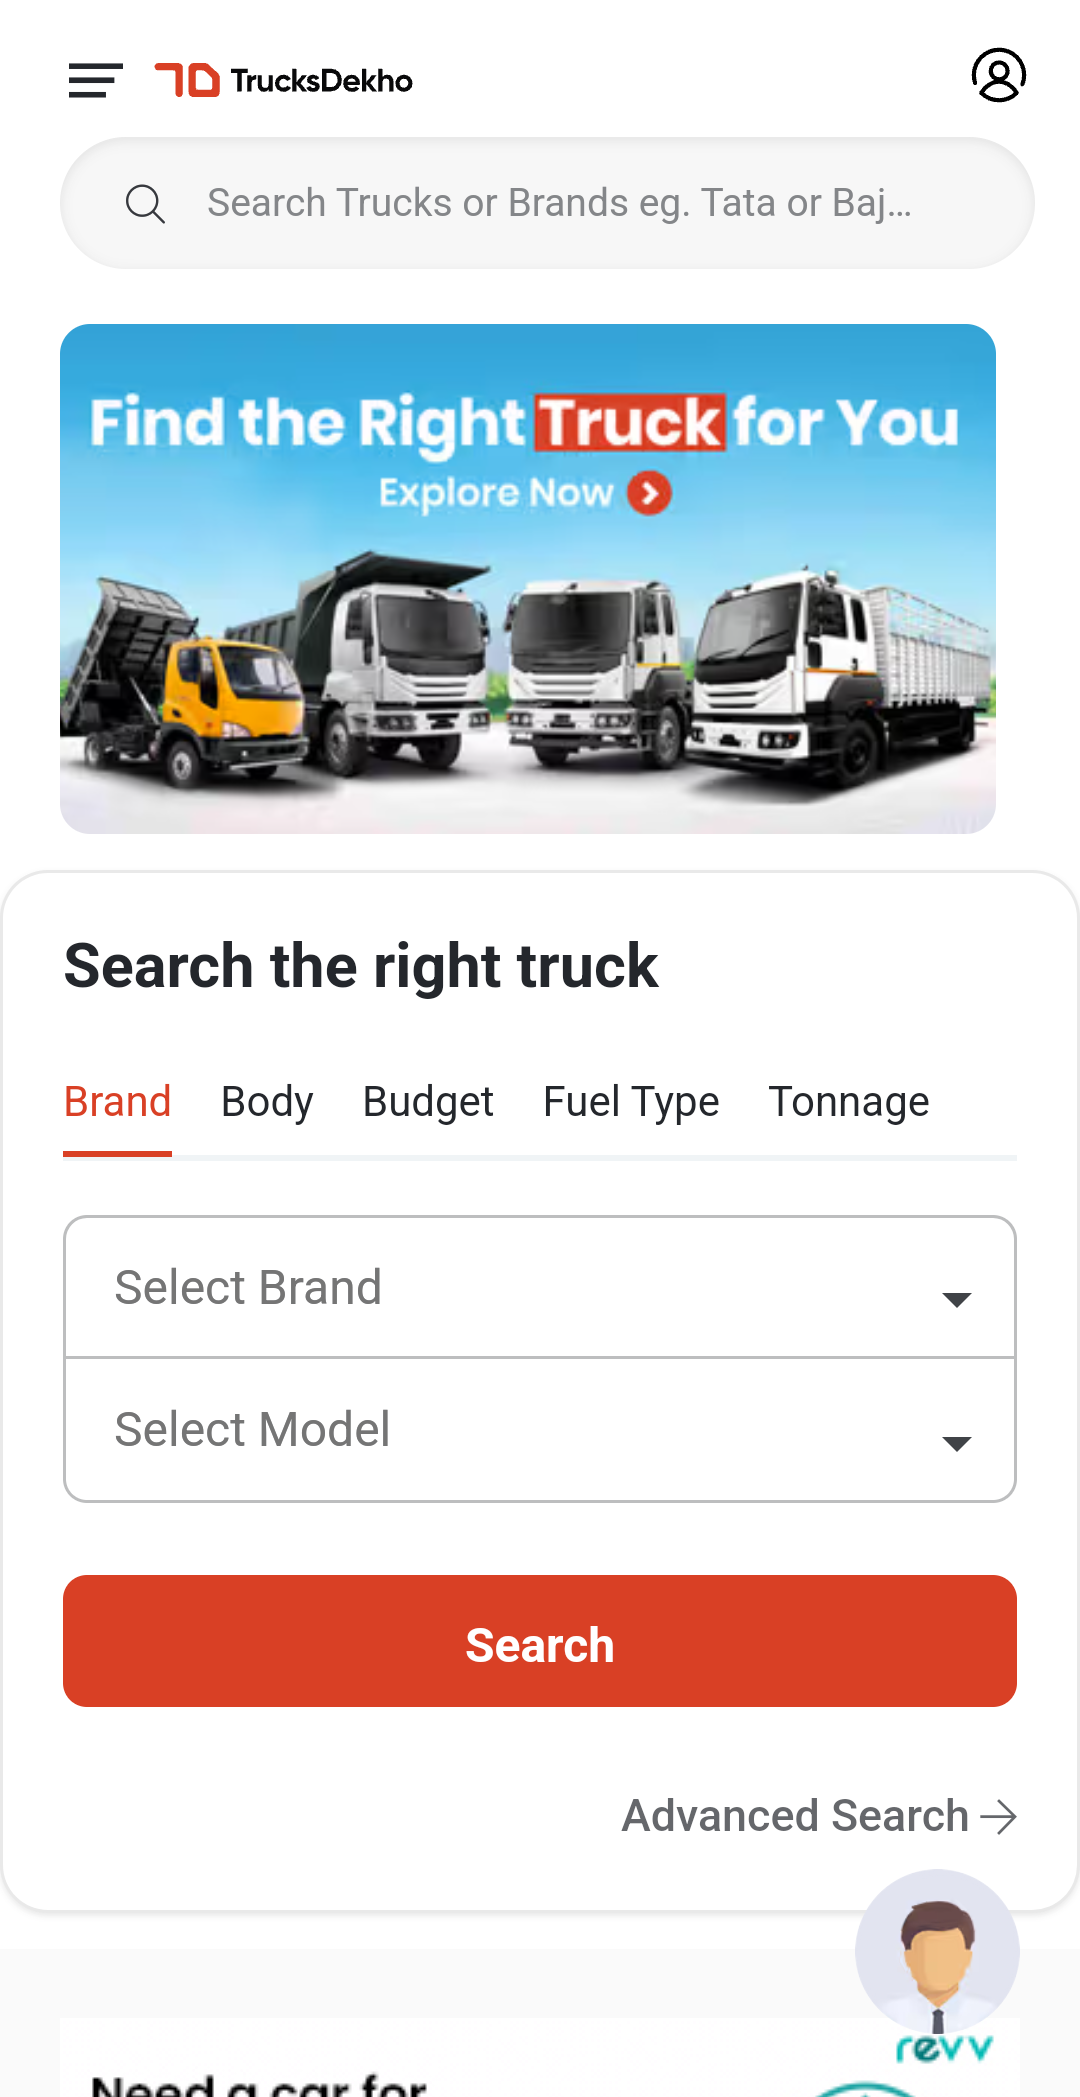 TrucksDekho
Search Trucks or Brands eg. Tata or Baj...
Find the Right Truck for You
Explore Now
Search the right truck
Brand Body Budget Fuel Type Tonnage
Select Brand
Select Model
Search
Advanced Search
revv
Need a car for